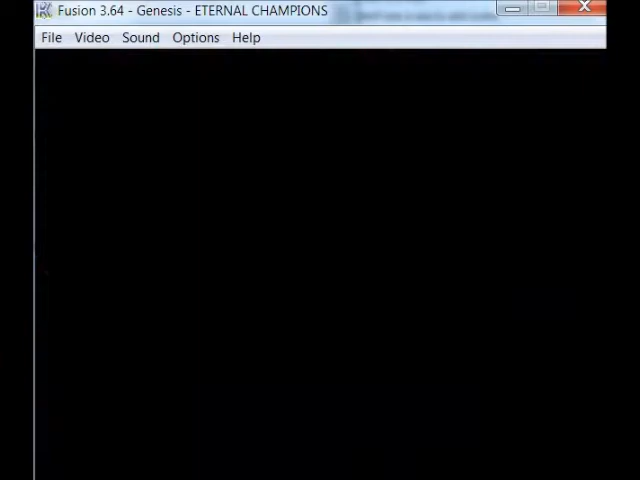 Fusion 3.64 - Genesis - ETERNAL CHAMPIONS
File Video Sound Options Help